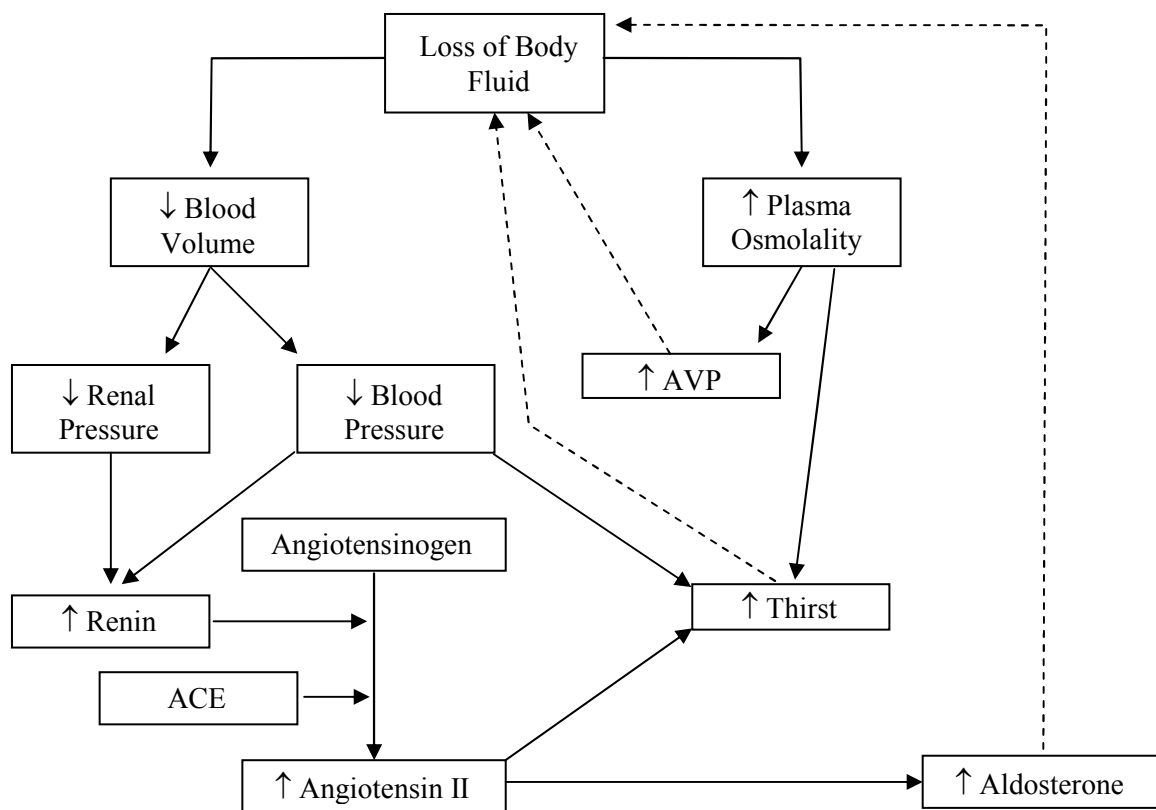 Loss of Body
Fluid
↓ Blood
Volume
↑ Plasma
Osmolality
↓ Renal
Pressure
↓ Blood
Pressure
↑ AVP
Angiotensinogen
↑ Renin
↑ Thirst
ACE
↑ Angiotensin II
↑ Aldosterone